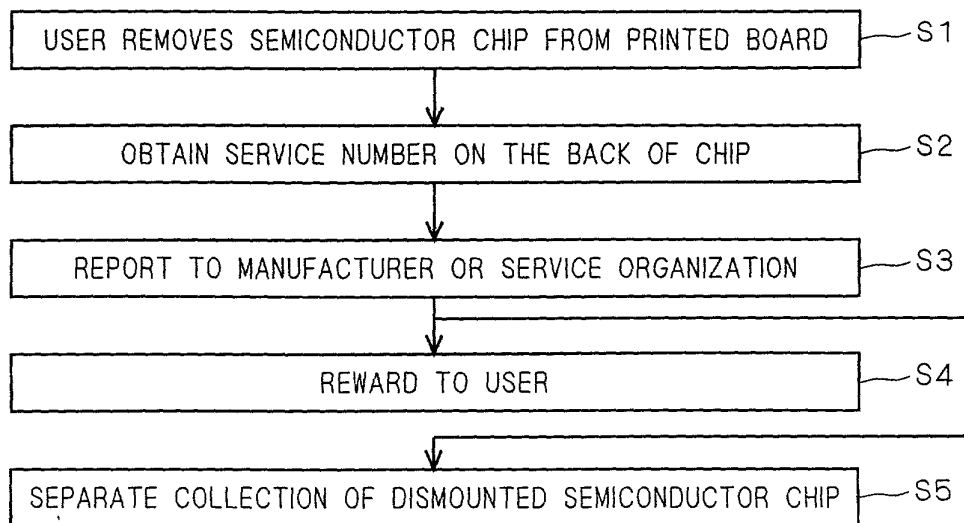 USER REMOVES SEMICONDUCTOR CHIP FROM PRINTED BOARD S1
OBTAIN SERVICE NUMBER ON THE BACK OF CHIP S2
REPORT TO MANUFACTURER OR SERVICE ORGANIZATION S3
REWARD TO USER S4
SEPARATE COLLECTION OF DISMOUNTED SEMICONDUCTOR CHIP S5